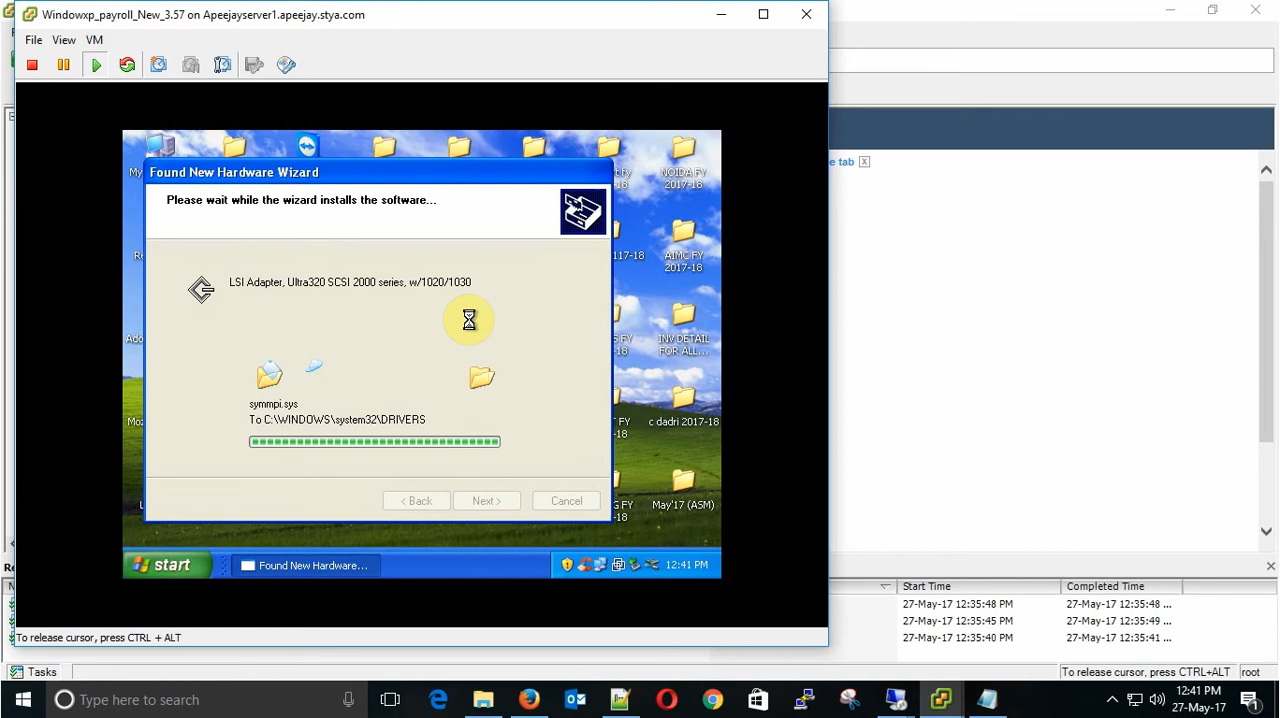 Windowxp_payroll_New_3.57 on Apeejayserver1.apeejay.stya.com
File View VM
e tab
Found New Hardware Wizard
Please wait while the wizard installs the software...
LSI Adapter, Ultra320 SCSI 2000 series, w/1020/1030
symmpi.sys
To C:\WINDOWS\system32\DRIVERS
< Back Next > Cancel
My
NOIDA FY
2017-18
AIMC FY
2017-18
INV DETAIL
FOR ALL...
c dadri 2017-18
May'17 (ASM)
start Found New Hardware... 12:41 PM
To release cursor, press CTRL + ALT
Start Time Completed Time
27-May-17 12:35:48 PM 27-May-17 12:35:48 ...
27-May-17 12:35:45 PM 27-May-17 12:35:49 ...
27-May-17 12:35:40 PM 27-May-17 12:35:41 ...
Tasks To release cursor, press CTRL+ALT root
Type here to search 12:41 PM
27-May-17